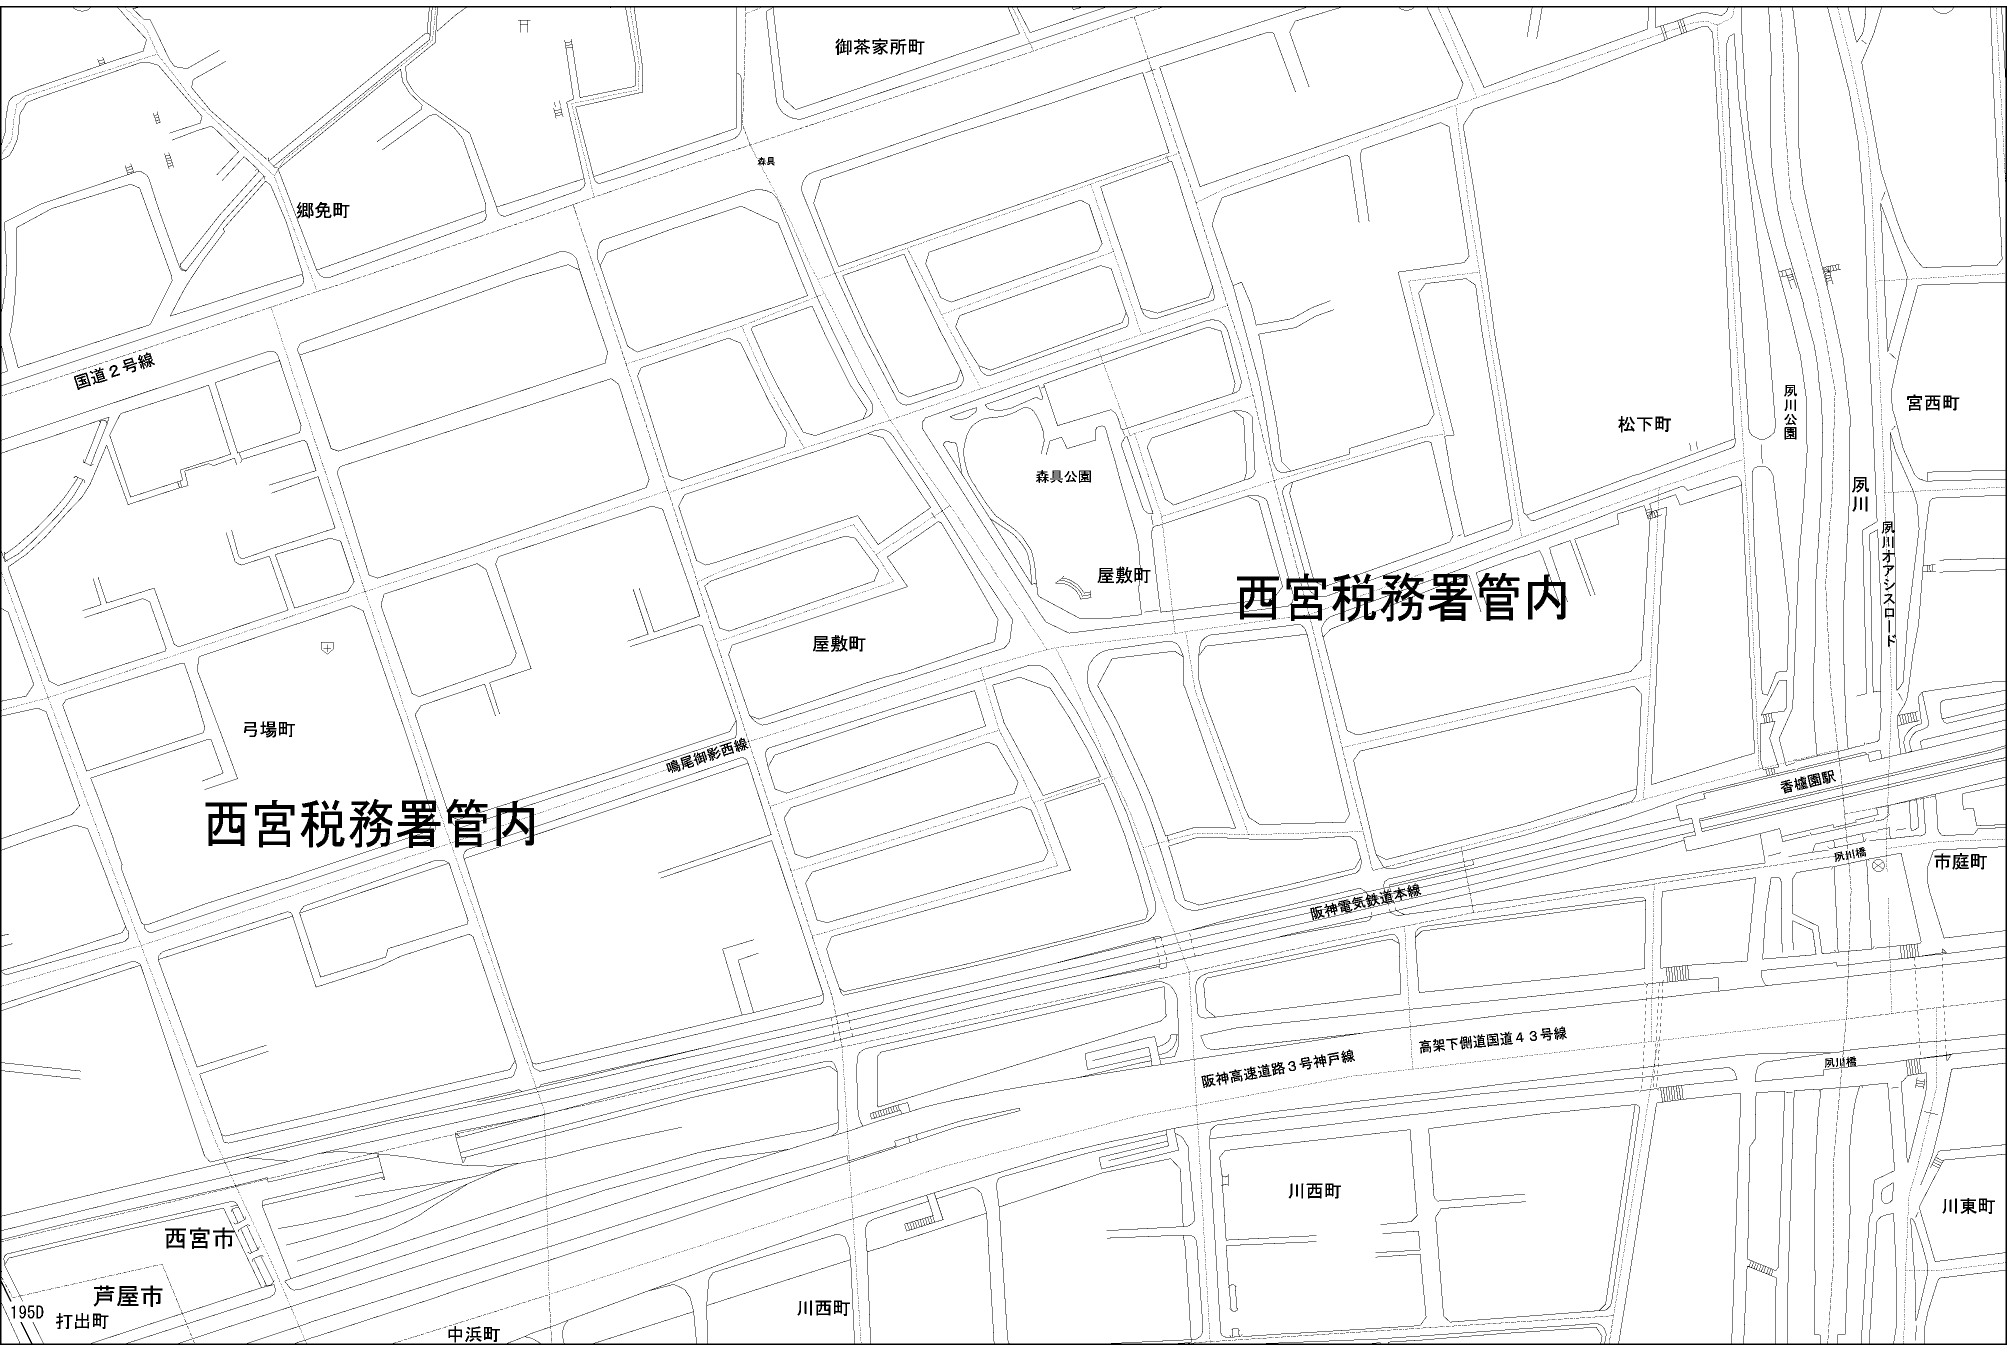 御茶家所町
森具
郷免町
国道２号線
宮西町
夙川公園
松下町
森具公園
夙川
夙川オアシスロード
屋敷町
西宮税務署管内
屋敷町
弓場町
鳴尾御影西線
香櫨園駅
西宮税務署管内
夙川橋
市庭町
阪神電気鉄道本線
高架下側道国道４３号線
阪神高速道路３号神戸線
夙川橋
川西町
川東町
西宮市
芦屋市
195D
打出町
川西町
中浜町